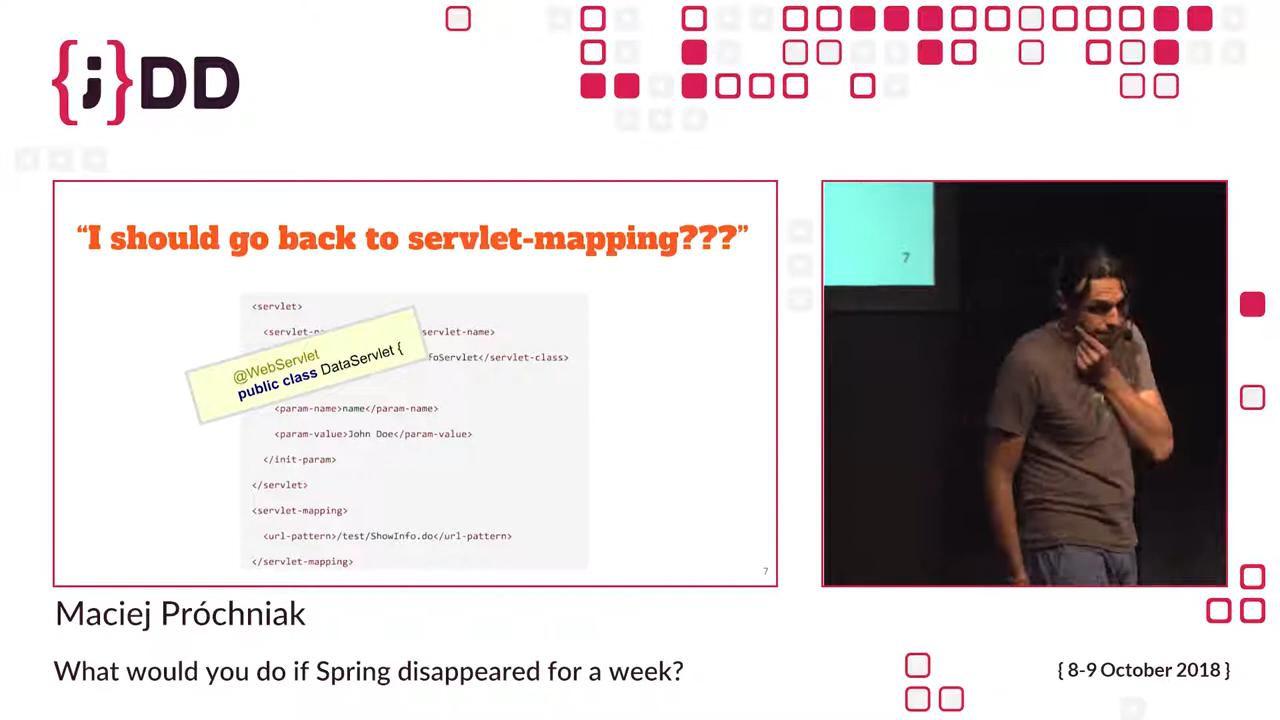 {j}DD
“I should go back to servlet-mapping???”
<servlet>
<servlet-na
servlet-name>
foServlet</servlet-class>
@WebServlet
public class DataServlet {
<param-name>name</param-name>
<param-value>John Doe</param-value>
</init-param>
</servlet>
<servlet-mapping>
<url-pattern>/test/ShowInfo.do</url-pattern>
</servlet-mapping>
7
7
Maciej Próchniak
What would you do if Spring disappeared for a week?
{ 8-9 October 2018 }